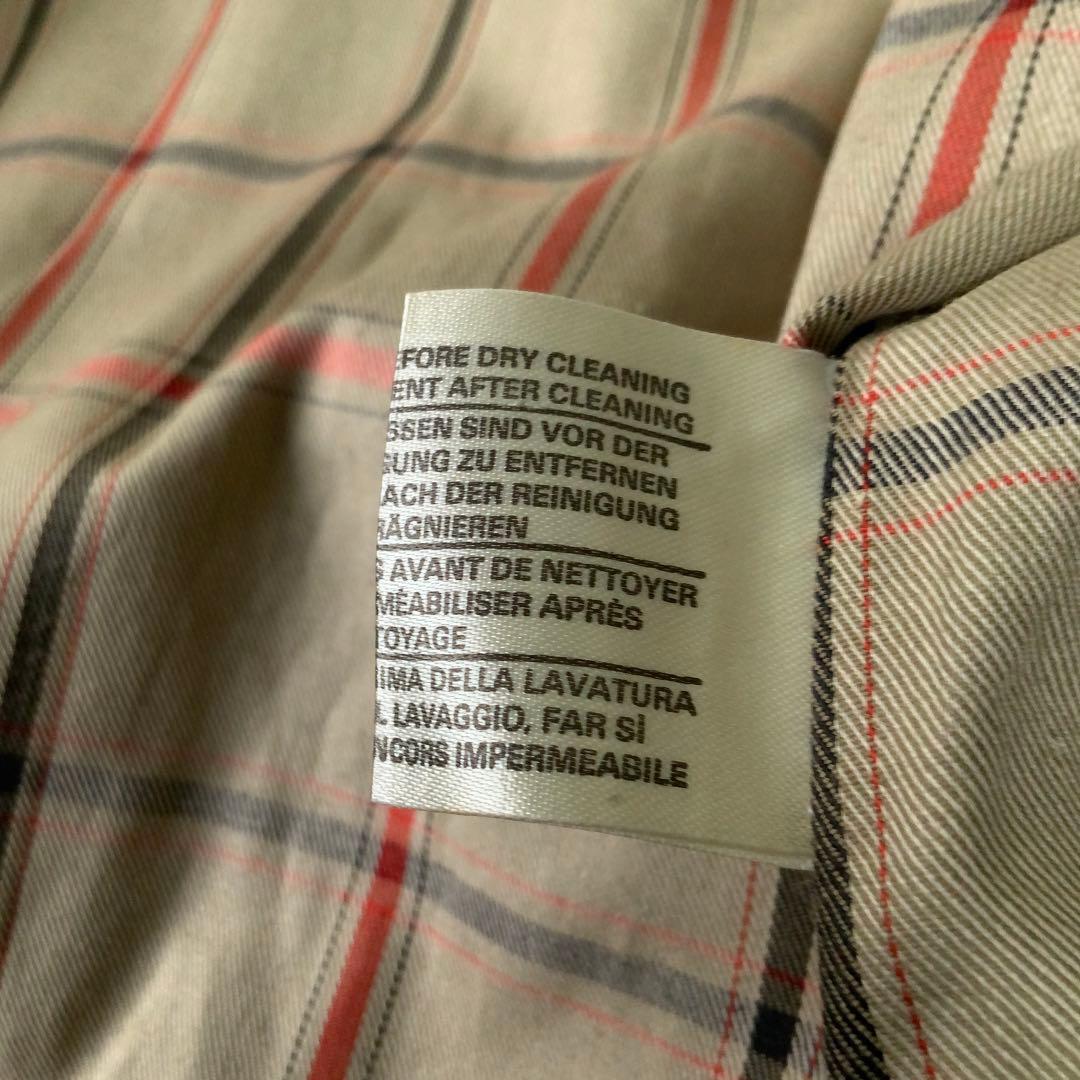 EFORE DRY CLEANING
ENT AFTER CLEANING
SSEN SIND VOR DER
GUNG ZU ENTFERNEN
ACH DER REINIGUNG
RÄGNIEREN
S AVANT DE NETTOYER
MÉABILISER APRÈS
TOYAGE
IMA DELLA LAVATURA
L LAVAGGIO, FAR SÌ
NCORS IMPERMEABILE